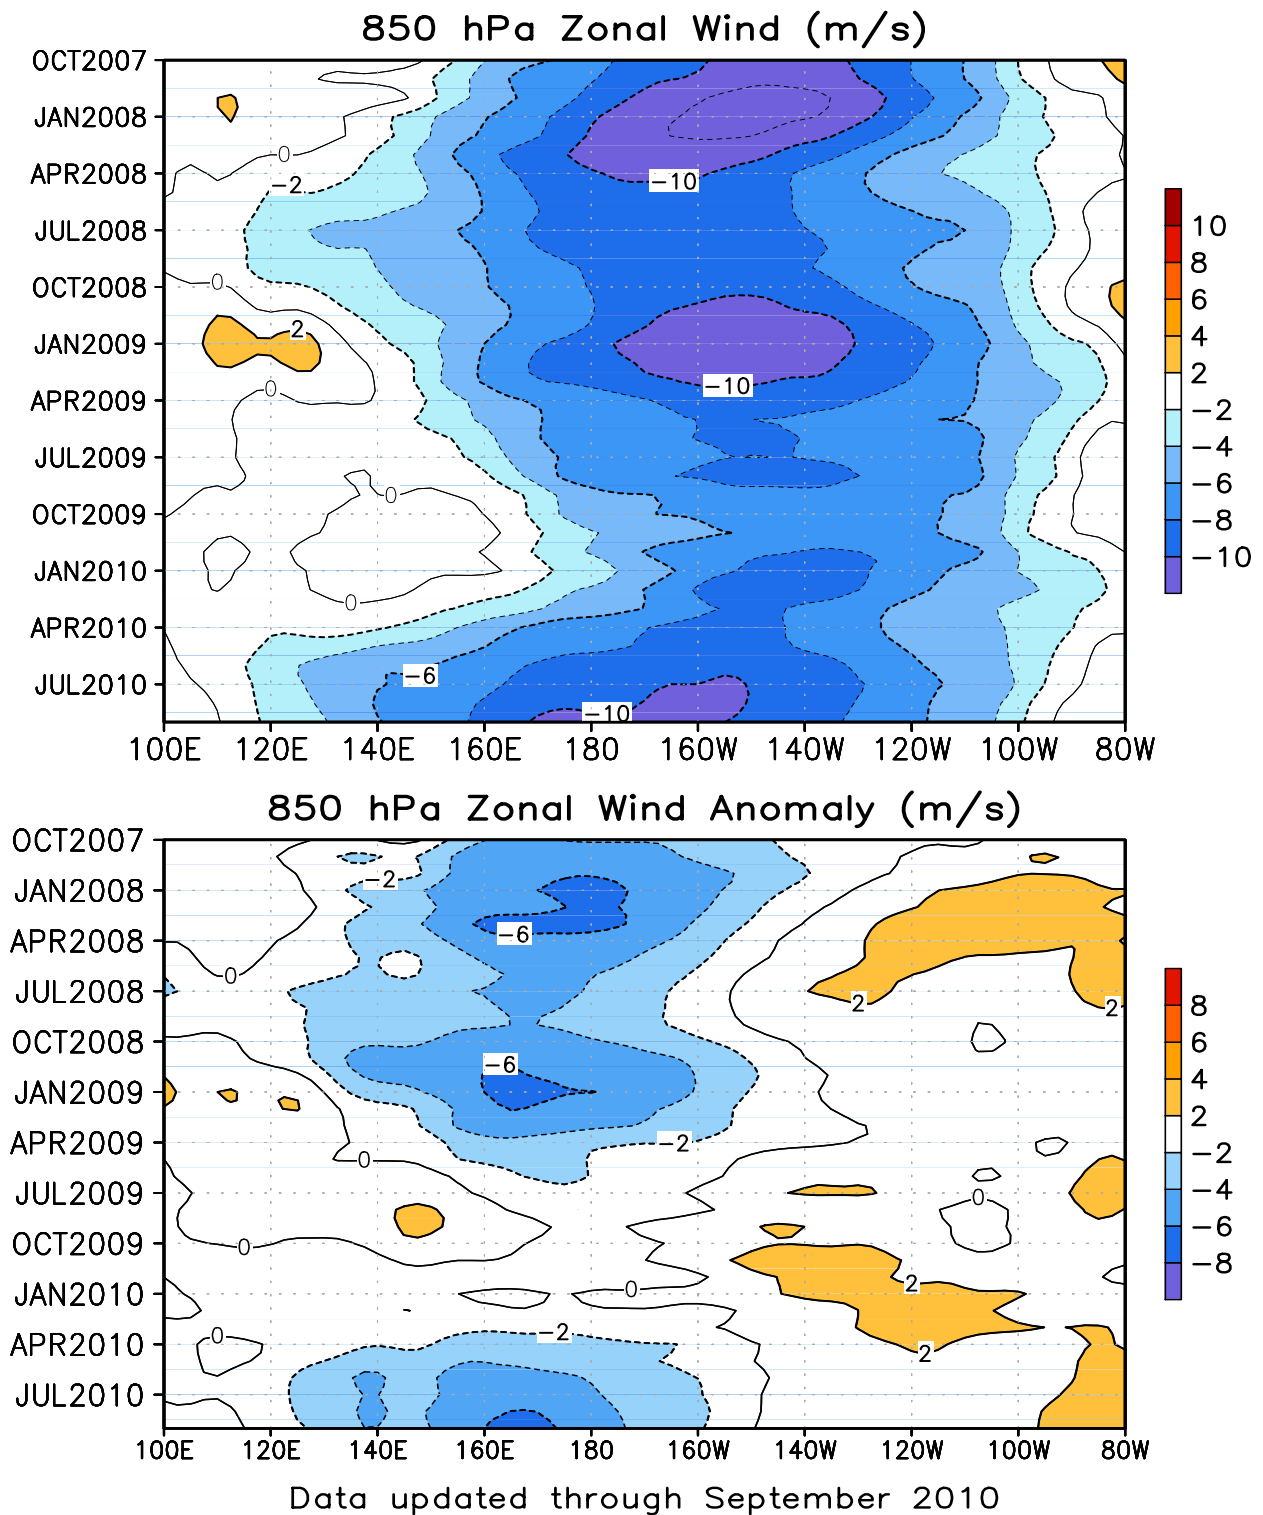 850 hPa Zonal Wind (m/s)
OCT2007
JAN2008
0
APR2008
-2
-10
JUL2008
10
8
OCT2008
0
6
2
4
JAN2009
2
-10
APR2009
0
-2
-4
JUL2009
-6
0
OCT2009
-8
-10
JAN2010
0
APR2010
-6
JUL2010
-10
100E 120E 140E 160E 180 160W 140W 120W 100W 80W
850 hPa Zonal Wind Anomaly (m/s)
OCT2007
-2
JAN2008
-6
APR2008
0
JUL2008
2
2
8
OCT2008
6
-6
4
JAN2009
2
APR2009
-2
-2
0
-4
JUL2009
0
-6
OCT2009
0
-8
2
JAN2010
0
0
-2
APR2010
2
JUL2010
100E 120E 140E 160E 180 160W 140W 120W 100W 80W
Data updated through September 2010